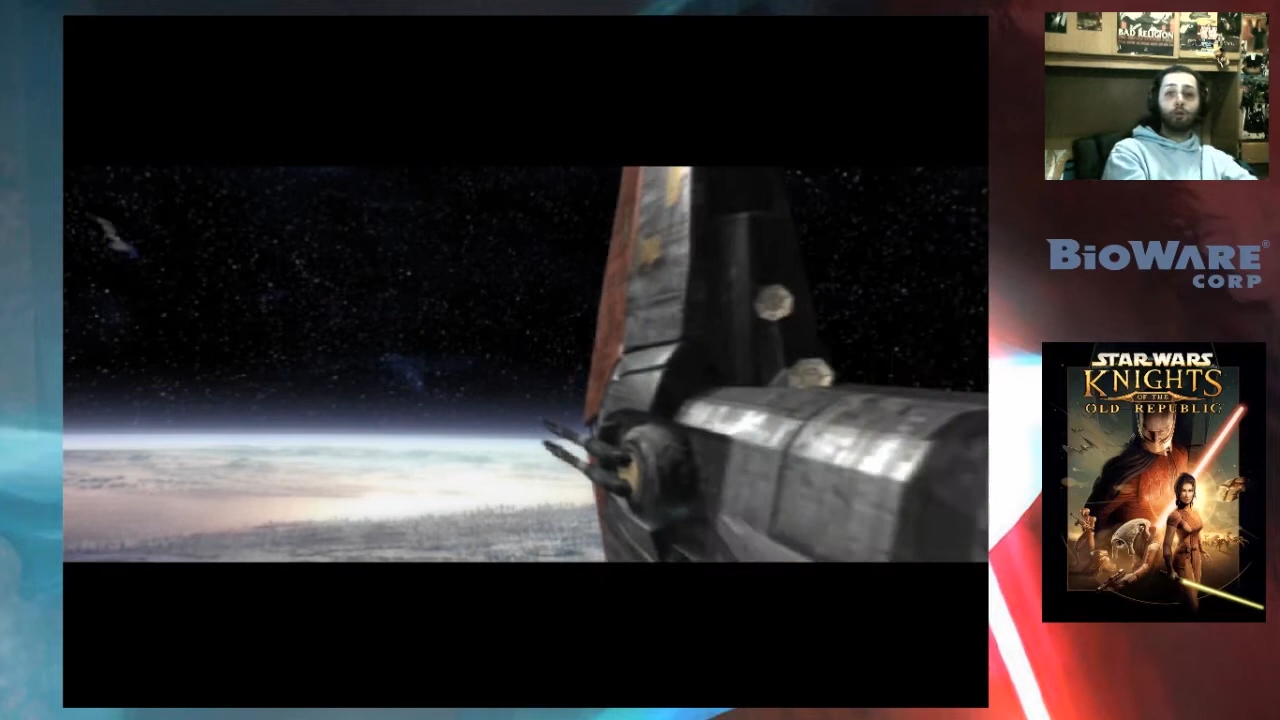 BAD RELIGION
BIOWARE®
CORP
STAR WARS
KNIGHTS
OF THE
OLD REPUBLIC